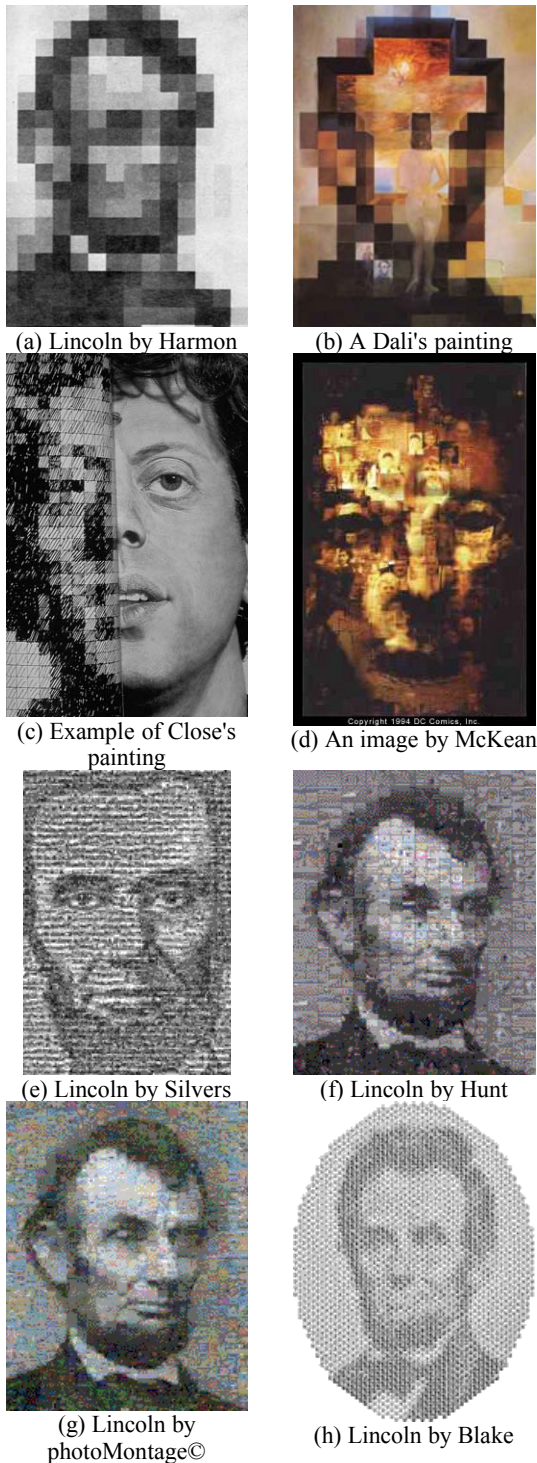 (a) Lincoln by Harmon
(b) A Dali's painting
Copyright 1994 DC Comics, Inc.
(c) Example of Close's
painting
(d) An image by McKean
(e) Lincoln by Silvers
(f) Lincoln by Hunt
(g) Lincoln by
photoMontage©
(h) Lincoln by Blake